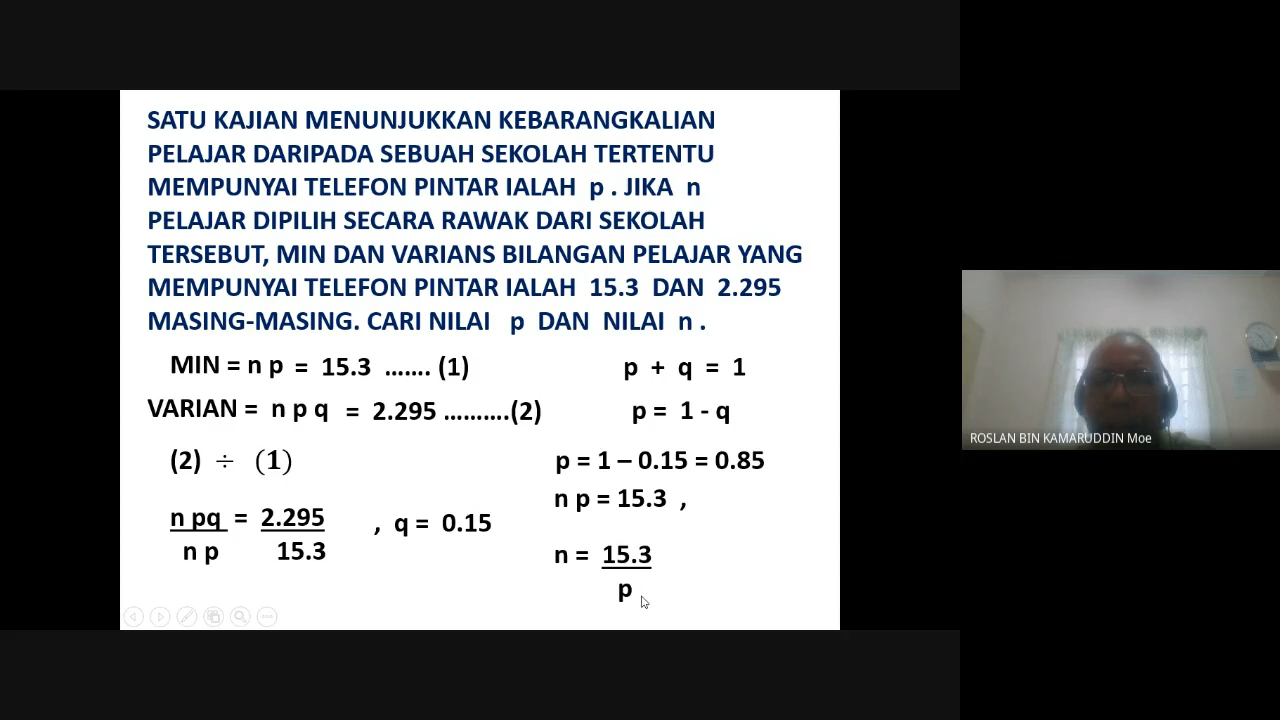 SATU KAJIAN MENUNJUKKAN KEBARANGKALIAN
PELAJAR DARIPADA SEBUAH SEKOLAH TERTENTU
MEMPUNYAI TELEFON PINTAR IALAH p . JIKA n
PELAJAR DIPILIH SECARA RAWAK DARI SEKOLAH
TERSEBUT, MIN DAN VARIANS BILANGAN PELAJAR YANG
MEMPUNYAI TELEFON PINTAR IALAH 15.3 DAN 2.295
MASING-MASING. CARI NILAI p DAN NILAI n .
MIN = n p = 15.3 ……. (1)
VARIAN = n p q = 2.295 ……….(2)
(2) ÷ (1)
n pq = 2.295 , q = 0.15
n p 15.3
p + q = 1
p = 1 - q
p = 1 – 0.15 = 0.85
n p = 15.3 ,
n = 15.3
p
ROSLAN BIN KAMARUDDIN Moe